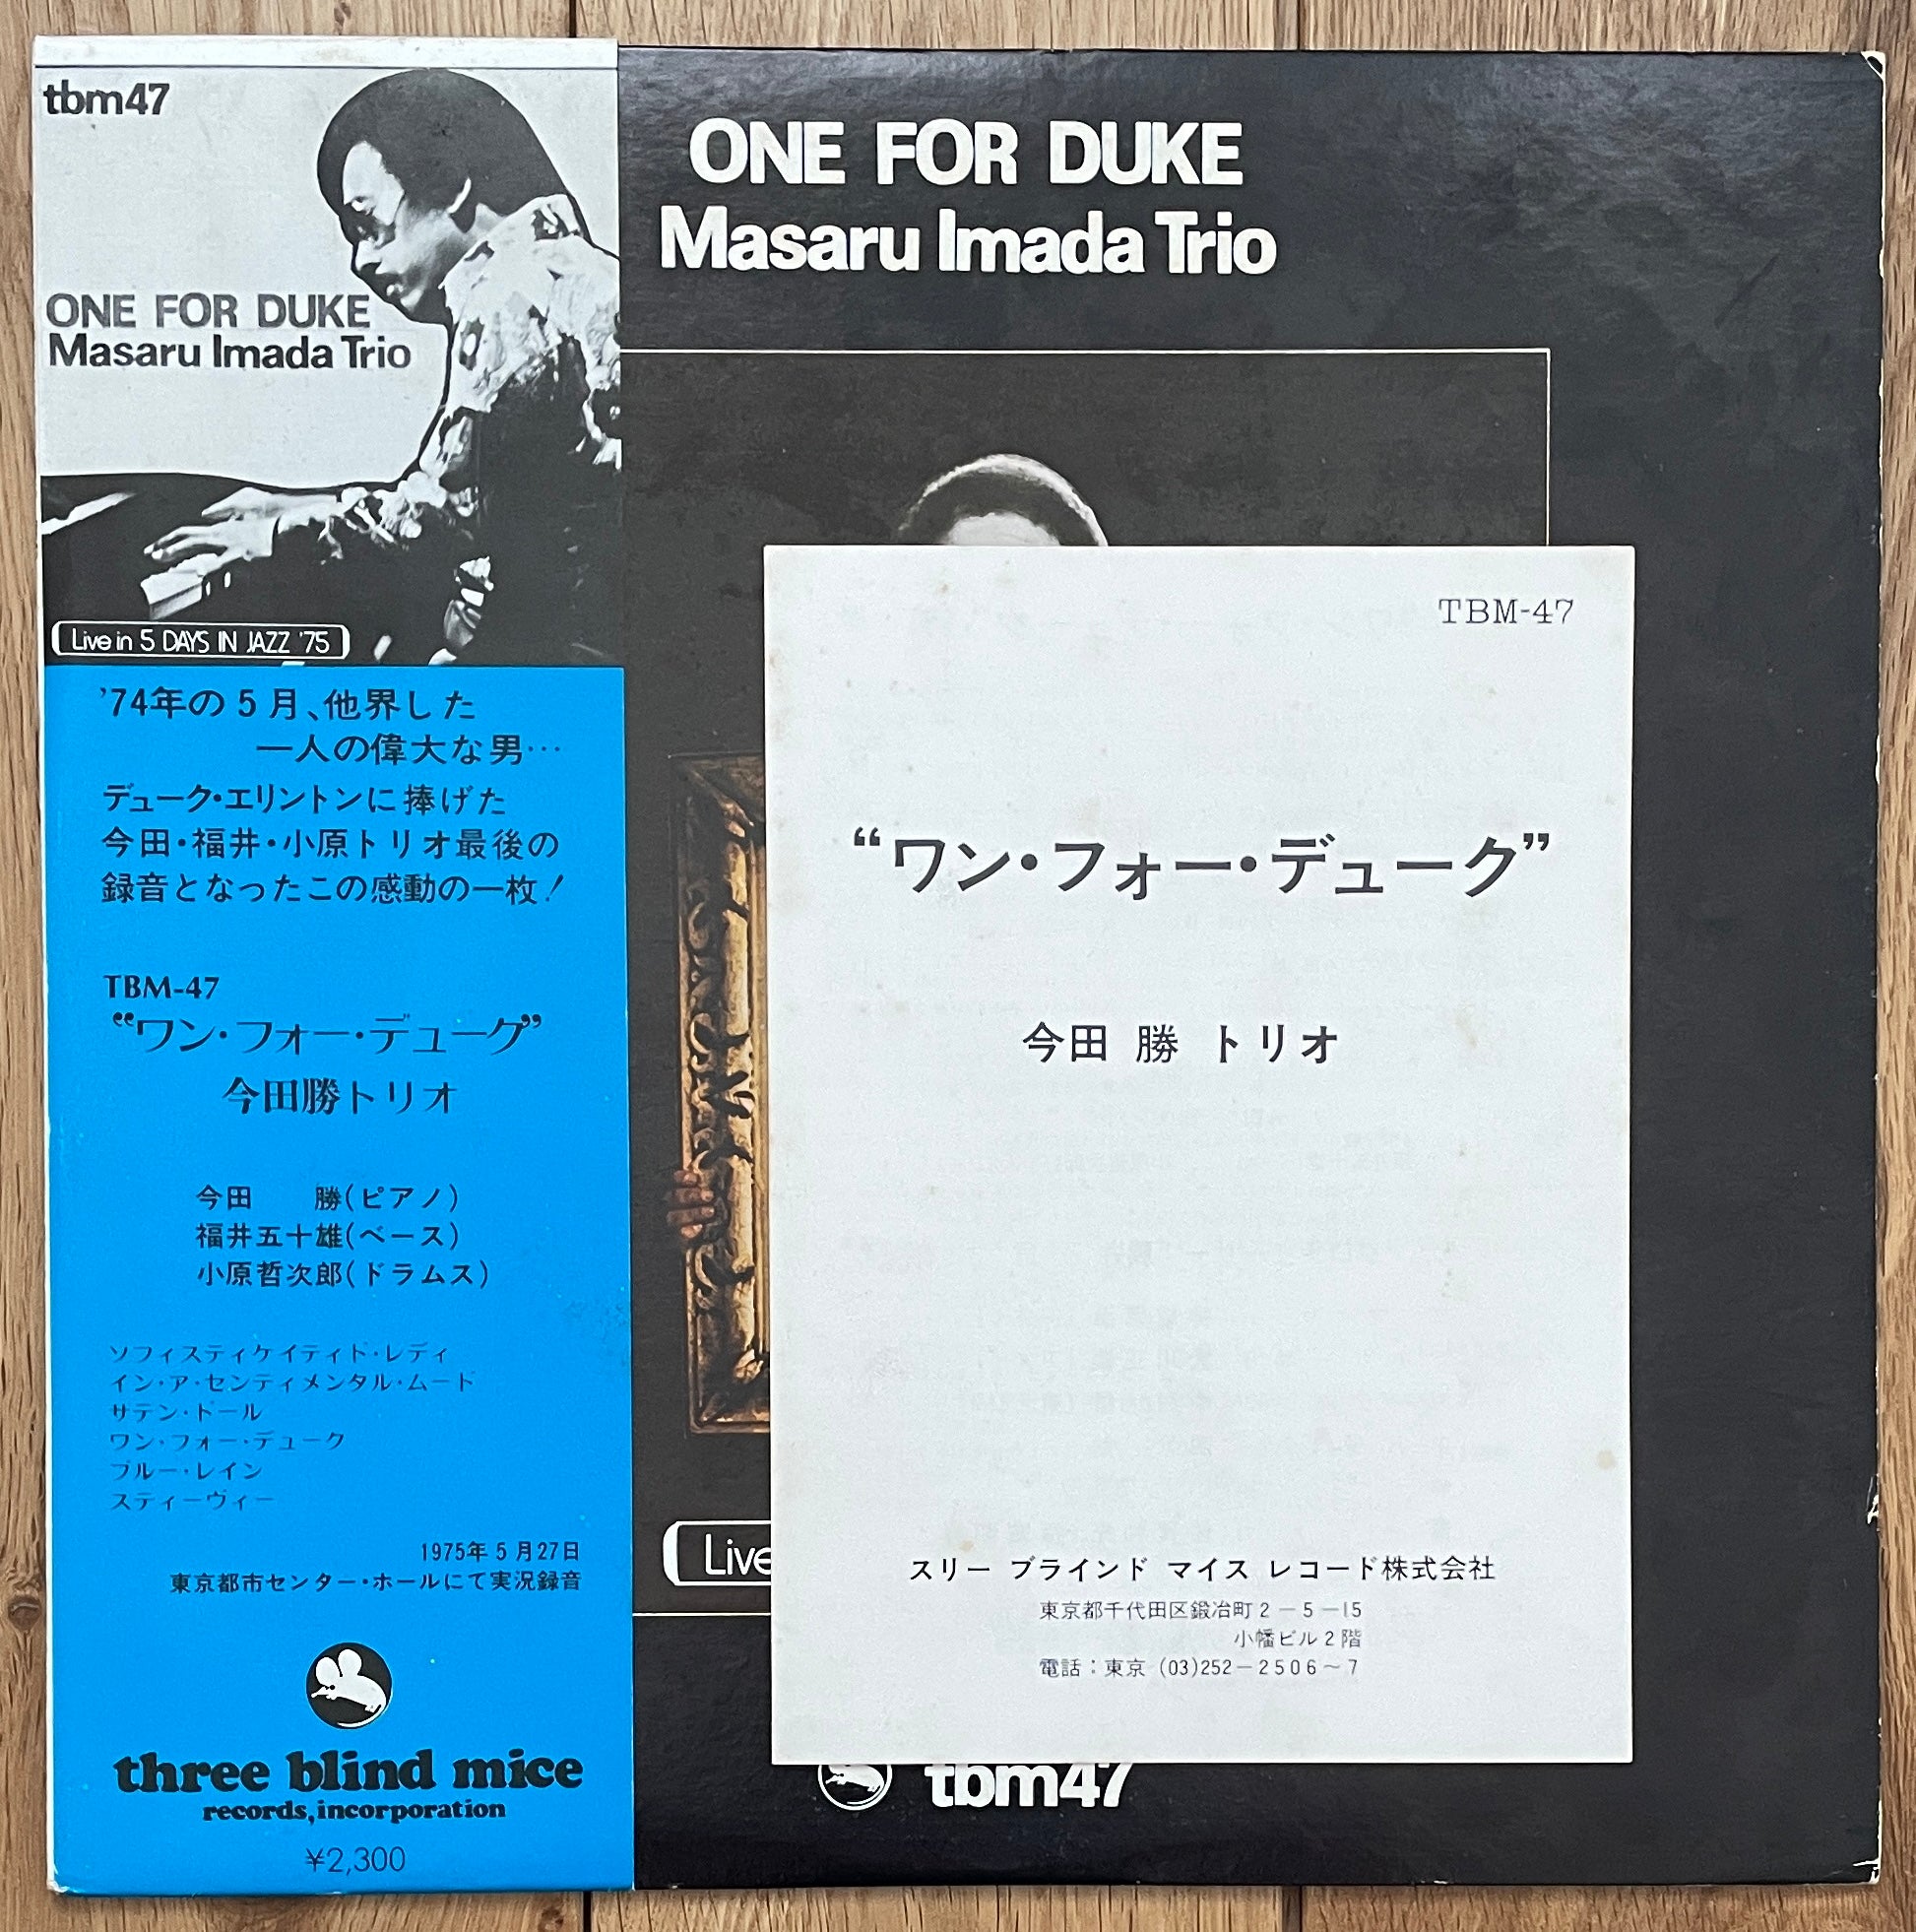 tbm47
ONE FOR DUKE
Masaru Imada Trio
Live in 5 DAYS IN JAZZ '75
'74年の5月、他界した
一人の偉大な男…
デューク・エリントンに捧げた
今田・福井・小原トリオ最後の
録音となったこの感動の一枚!
TBM-47
“ワン・フォー・デューク”
今田勝トリオ
今田 勝(ピアノ)
福井五十雄(ベース)
小原哲次郎(ドラムス)
ソフィスティケイティド・レディ
イン・ア・センティメンタル・ムード
サテン・ドール
ワン・フォー・デューク
ブルー・レイン
スティーヴィー
1975年5月27日
東京都市センター・ホールにて実況録音
three blind mice
records, incorporation
¥2,300
ONE FOR DUKE
Masaru Imada Trio
Live
tbm47
TBM-47
“ワン・フォー・デューク”
今田 勝 トリオ
スリー ブラインド マイス レコード株式会社
東京都千代田区鍛冶町2-5-15
小幡ビル2階
電話:東京 (03)252-2506~7